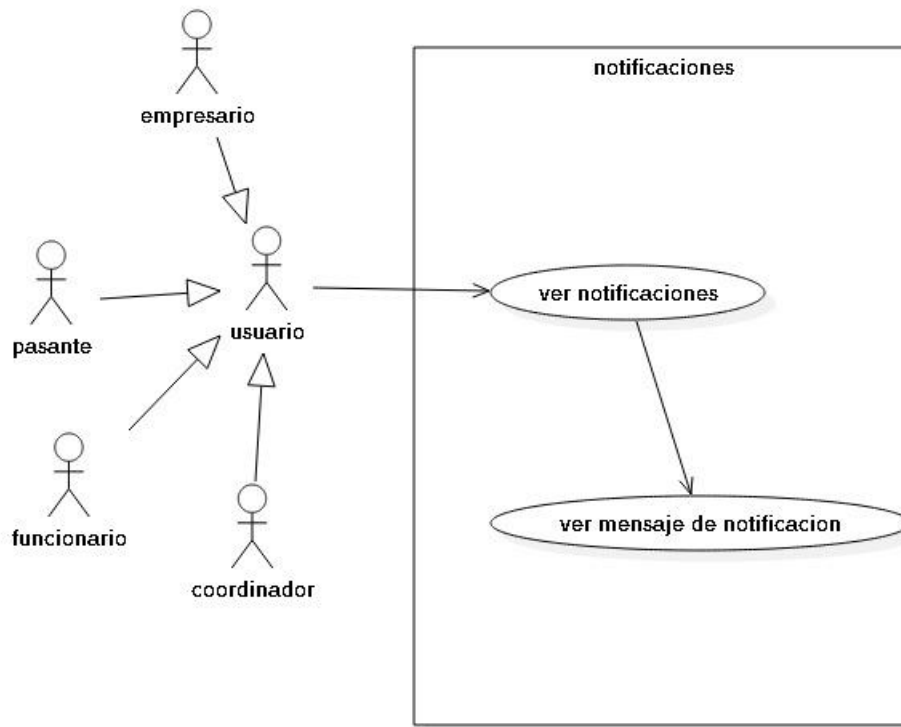 empresario
notificaciones
pasante
usuario
ver notificaciones
funcionario
coordinador
ver mensaje de notificacion